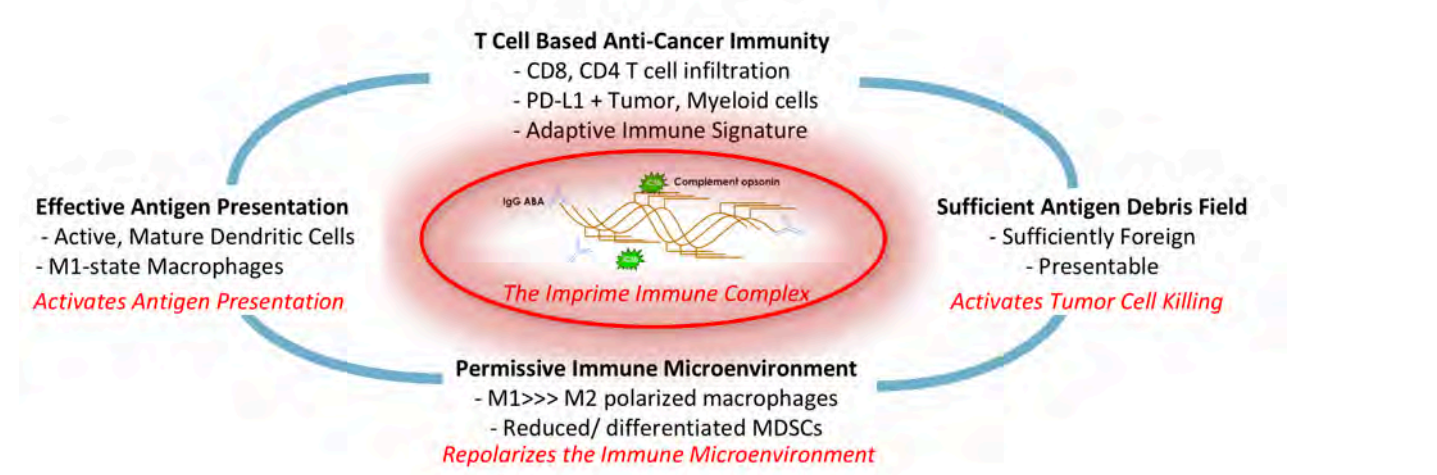 T Cell Based Anti-Cancer Immunity
- CD8, CD4 T cell infiltration
- PD-L1 + Tumor, Myeloid cells
- Adaptive Immune Signature
Effective Antigen Presentation
- Active, Mature Dendritic Cells
- M1-state Macrophages
Activates Antigen Presentation
Complement opsonin
IgG ABA
The Imprime Immune Complex
Sufficient Antigen Debris Field
- Sufficiently Foreign
- Presentable
Activates Tumor Cell Killing
Permissive Immune Microenvironment
- M1>>> M2 polarized macrophages
- Reduced/ differentiated MDSCs
Repolarizes the Immune Microenvironment